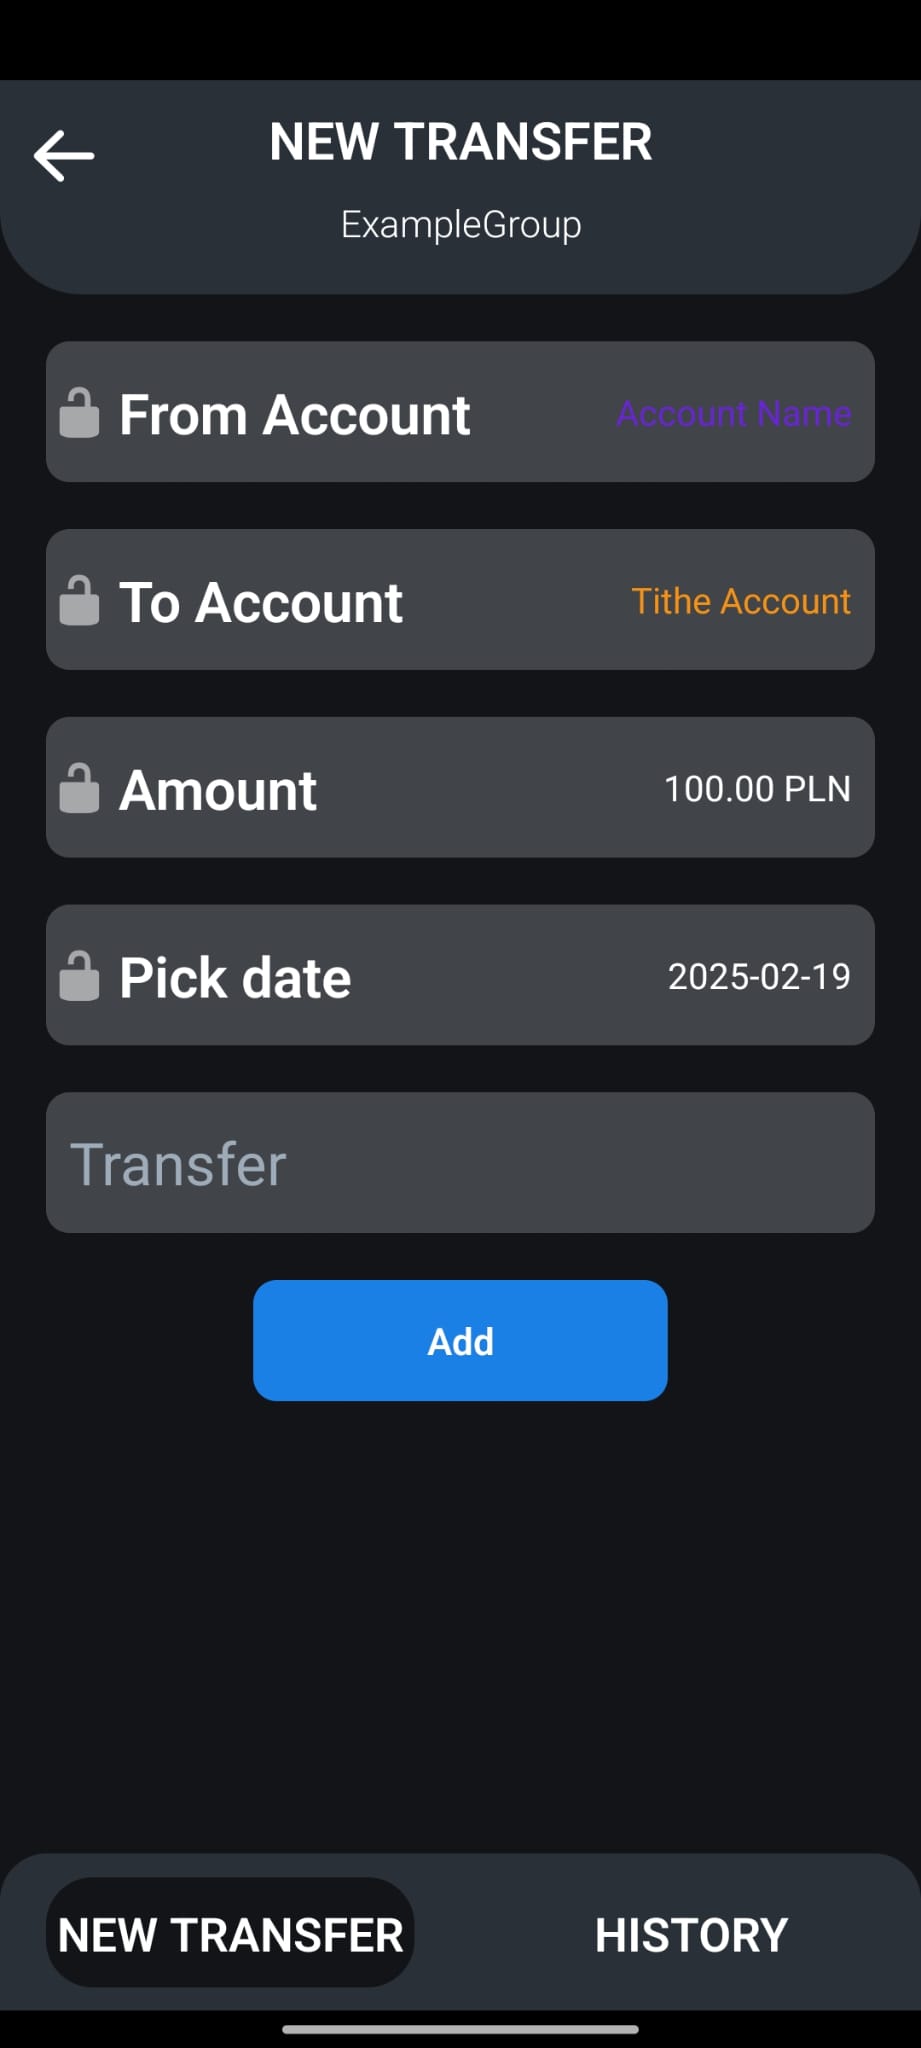 NEW TRANSFER
ExampleGroup
From Account Account Name
To Account Tithe Account
Amount 100.00 PLN
Pick date 2025-02-19
Transfer
Add
NEW TRANSFER HISTORY